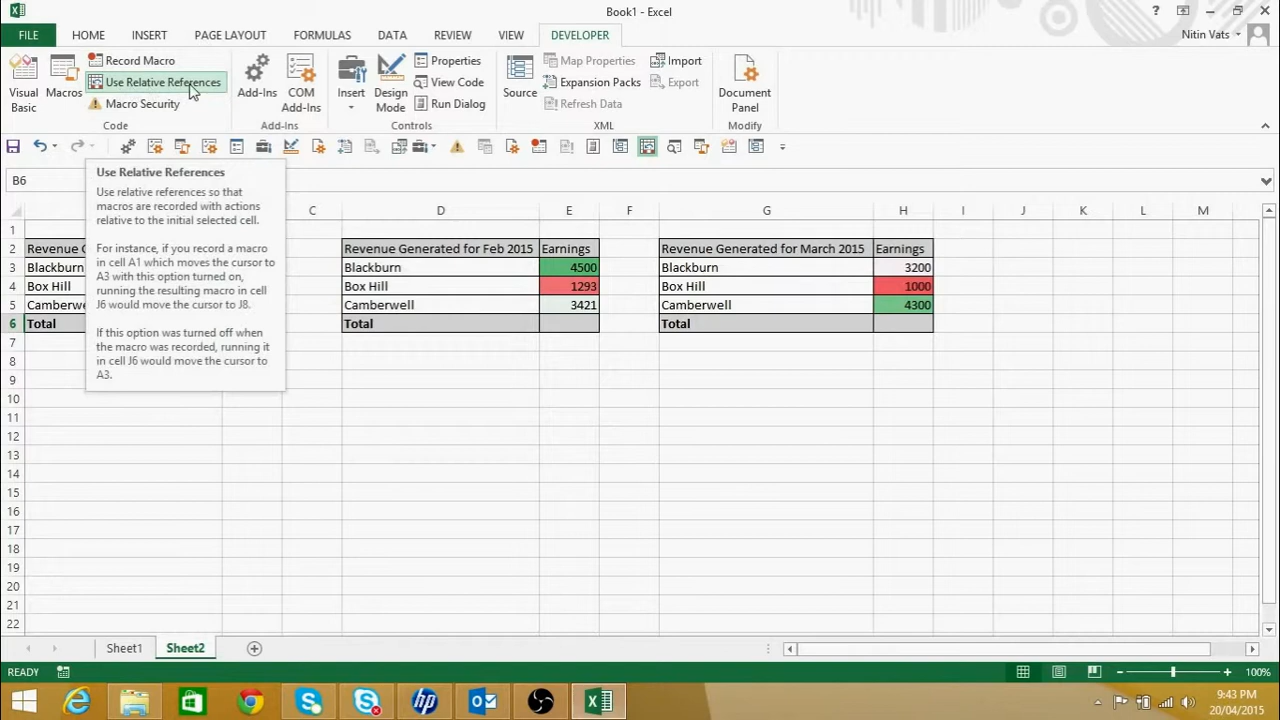 Book1 - Excel
?
FILE HOME INSERT PAGE LAYOUT FORMULAS DATA REVIEW VIEW DEVELOPER Nitin Vats
Visual Basic
Macros
Record Macro
Use Relative References
Macro Security
Code
Add-Ins
COM Add-Ins
Add-Ins
Insert
Design Mode
Properties
View Code
Run Dialog
Controls
Source
Map Properties
Expansion Packs
Refresh Data
Import
Export
XML
Document Panel
Modify
B6
Use Relative References
Use relative references so that
macros are recorded with actions
relative to the initial selected cell.
For instance, if you record a macro
in cell A1 which moves the cursor to
A3 with this option turned on,
running the resulting macro in cell
J6 would move the cursor to J8.
If this option was turned off when
the macro was recorded, running it
in cell J6 would move the cursor to
A3.
C D E F G H I J K L M
1
2 Revenue Revenue Generated for Feb 2015 Earnings Revenue Generated for March 2015 Earnings
3 Blackburn Blackburn 4500 Blackburn 3200
4 Box Hill Box Hill 1293 Box Hill 1000
5 Camberwell 3421 Camberwell 4300
6 Total Total Total
7
8
9
10
11
12
13
14
15
16
17
18
19
20
21
22
Sheet1 Sheet2
READY 100%
9:43 PM
20/04/2015